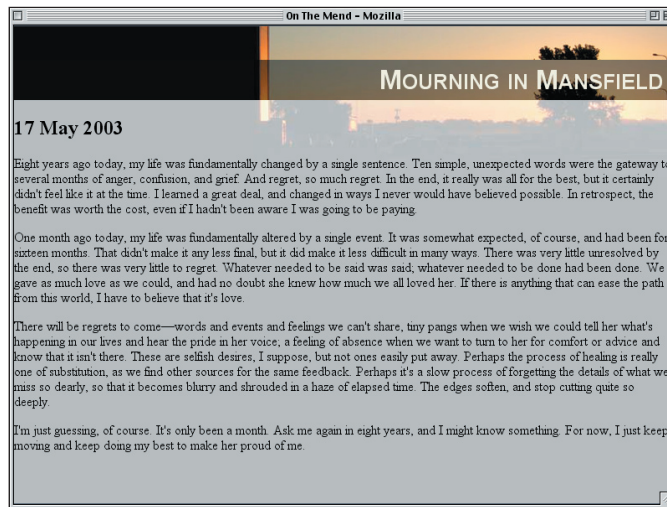 On The Mend - Mozilla
MOURNING IN MANSFIELD
17 May 2003
Eight years ago today, my life was fundamentally changed by a single sentence. Ten simple, unexpected words were the gateway to
several months of anger, confusion, and grief. And regret, so much regret. In the end, it really was all for the best, but it certainly
didn't feel like it at the time. I learned a great deal, and changed in ways I never would have believed possible. In retrospect, the
benefit was worth the cost, even if I hadn't been aware I was going to be paying.
One month ago today, my life was fundamentally altered by a single event. It was somewhat expected, of course, and had been for
sixteen months. That didn't make it any less final, but it did make it less difficult in many ways. There was very little unresolved by
the end, so there was very little to regret. Whatever needed to be said was said; whatever needed to be done had been done. We
gave as much love as we could, and had no doubt she knew how much we all loved her. If there is anything that can ease the path
from this world, I have to believe that it's love.
There will be regrets to come—words and events and feelings we can't share, tiny pangs when we wish we could tell her what's
happening in our lives and hear the pride in her voice; a feeling of absence when we want to turn to her for comfort or advice and
know that it isn't there. These are selfish desires, I suppose, but not ones easily put away. Perhaps the process of healing is really
one of substitution, as we find other sources for the same feedback. Perhaps it's a slow process of forgetting the details of what we
miss so dearly, so that it becomes blurry and shrouded in a haze of elapsed time. The edges soften, and stop cutting quite so
deeply.
I'm just guessing, of course. It's only been a month. Ask me again in eight years, and I might know something. For now, I just keep
moving and keep doing my best to make her proud of me.